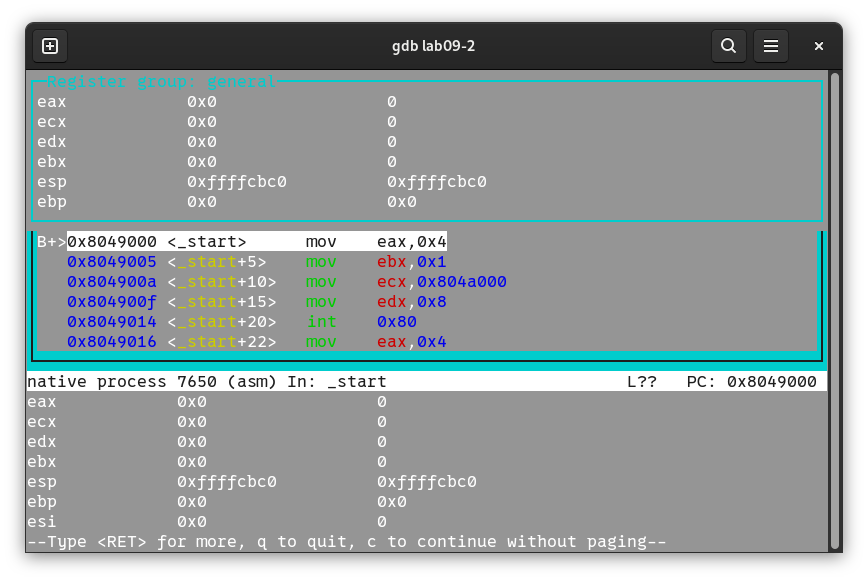 gdb lab09-2
Register group: general
eax 0x0 0
ecx 0x0 0
edx 0x0 0
ebx 0x0 0
esp 0xffffcbc0 0xffffcbc0
ebp 0x0 0x0
B+>0x8049000 <_start> mov eax,0x4
0x8049005 <_start+5> mov ebx,0x1
0x804900a <_start+10> mov ecx,0x804a000
0x804900f <_start+15> mov edx,0x8
0x8049014 <_start+20> int 0x80
0x8049016 <_start+22> mov eax,0x4
native process 7650 (asm) In: _start L?? PC: 0x8049000
eax 0x0 0
ecx 0x0 0
edx 0x0 0
ebx 0x0 0
esp 0xffffcbc0 0xffffcbc0
ebp 0x0 0x0
esi 0x0 0
--Type <RET> for more, q to quit, c to continue without paging--